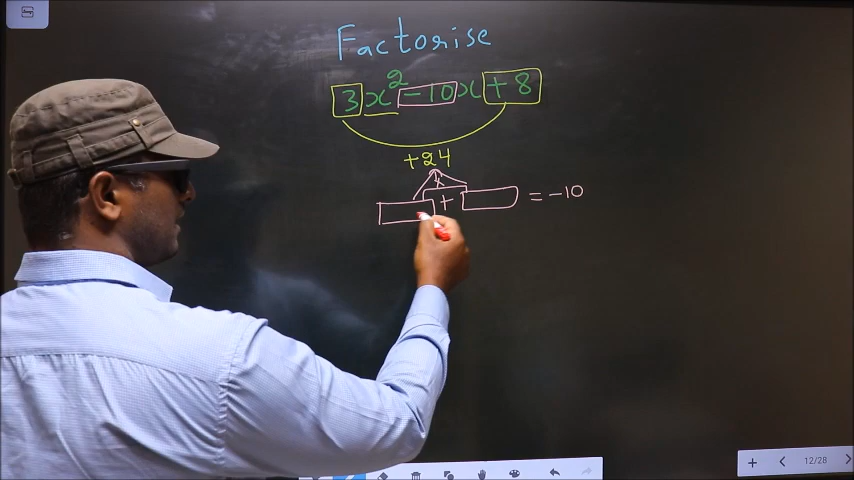 Factorise
3x² -10x +8
+24
x
+ = -10
12/28